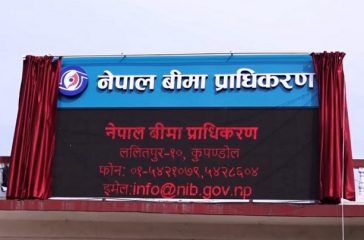 नेपाल बीमा प्राधिकरण
नेपाल बीमा प्राधिकरण
ललितपुर-१०, कुपण्डोल
फोन: ०१-५४२१०७९,५४२८६०४
इमेल:info@nib.gov.np